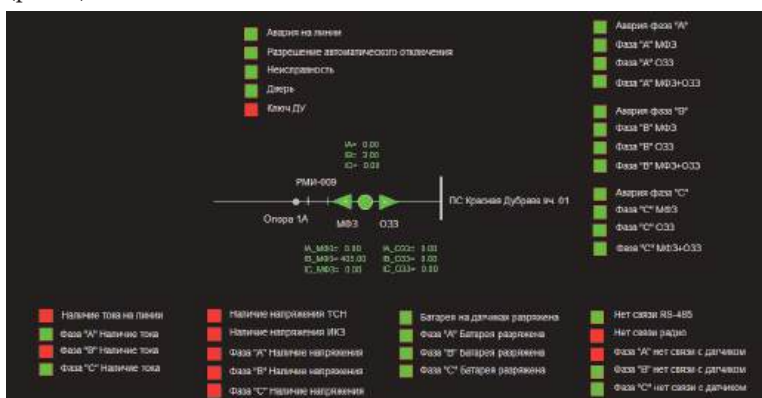 Авария на линии
Разрешение автоматического отключения
Неисправность
Дверь
Ключ ДУ
Авария фаза "А"
Фаза "А" МФЗ
Фаза "А" ОЗЗ
Фаза "А" МФЗ+ОЗЗ
Авария фаза "В"
Фаза "В" МФЗ
Фаза "В" ОЗЗ
Фаза "В" МФЗ+ОЗЗ
Авария фаза "С"
Фаза "С" МФЗ
Фаза "С" ОЗЗ
Фаза "С" МФЗ+ОЗЗ
IA= 0.00
IB= 3.00
IC= 0.00
РМИ-009
Опора 1А
МФЗ ОЗЗ
ПС Красная Дубрава яч. 01
IA_МФЗ= 0.00 IA_ОЗЗ= 0.00
IB_МФЗ= 405.00 IB_ОЗЗ= 0.00
IC_МФЗ= 0.00 IC_ОЗЗ= 0.00
Наличие тока на линии
Фаза "А" Наличие тока
Фаза "В" Наличие тока
Фаза "С" Наличие тока
Наличие напряжения ТСН
Наличие напряжения ИКЗ
Фаза "А" Наличие напряжения
Фаза "В" Наличие напряжения
Фаза "С" Наличие напряжения
Батарея на датчиках разряжена
Фаза "А" Батарея разряжена
Фаза "В" Батарея разряжена
Фаза "С" Батарея разряжена
Нет связи RS-485
Нет связи радио
Фаза "А" нет связи с датчиком
Фаза "В" нет связи с датчиком
Фаза "С" нет связи с датчиком